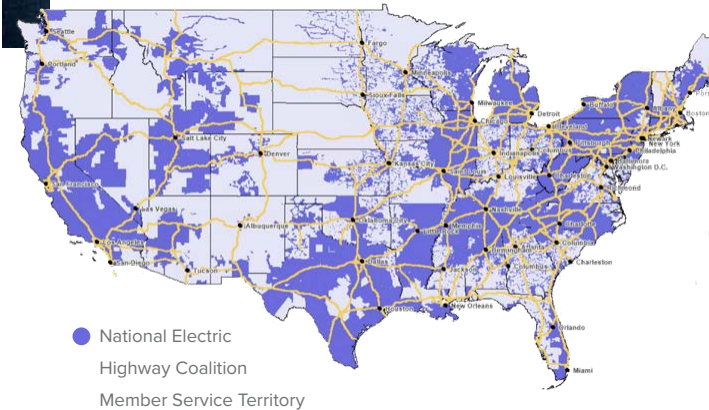 Seattle
Portland
Fargo
Minneapolis
Sioux Falls
Milwaukee
Detroit
Chicago
Buffalo
Albany
Boston
Cleveland
Newark
New York
Pittsburgh
Philadelphia
Salt Lake City
Denver
Kansas City
Saint Louis
Indianapolis
Columbus
Baltimore
Washington D.C.
Louisville
Charleston
Richmond
San Francisco
Las Vegas
Los Angeles
San Diego
Tucson
Albuquerque
Oklahoma City
Memphis
Nashville
Charlotte
Columbia
Atlanta
Birmingham
Columbus
Charleston
Dallas
Jackson
Houston
New Orleans
Orlando
Miami
National Electric
Highway Coalition
Member Service Territory